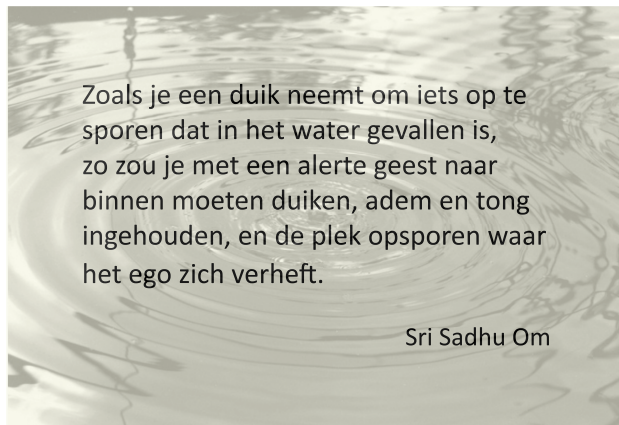 Zoals je een duik neemt om iets op te
sporen dat in het water gevallen is,
zo zou je met een alerte geest naar
binnen moeten duiken, adem en tong
ingehouden, en de plek opsporen waar
het ego zich verheft.
Sri Sadhu Om